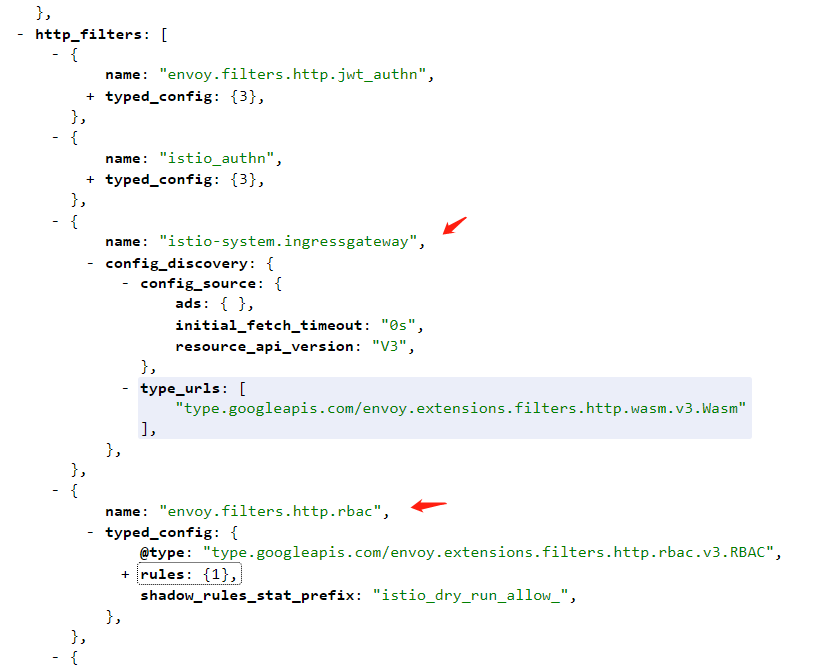 },
- http_filters: [
- {
name: "envoy.filters.http.jwt_authn",
+ typed_config: {3},
},
- {
name: "istio_authn",
+ typed_config: {3},
},
- {
name: "istio-system.ingressgateway",
- config_discovery: {
- config_source: {
ads: { },
initial_fetch_timeout: "0s",
resource_api_version: "V3",
},
- type_urls: [
"type.googleapis.com/envoy.extensions.filters.http.wasm.v3.Wasm"
],
},
},
- {
name: "envoy.filters.http.rbac",
- typed_config: {
@type: "type.googleapis.com/envoy.extensions.filters.http.rbac.v3.RBAC",
+ rules: {1},
shadow_rules_stat_prefix: "istio_dry_run_allow_",
},
},
- {